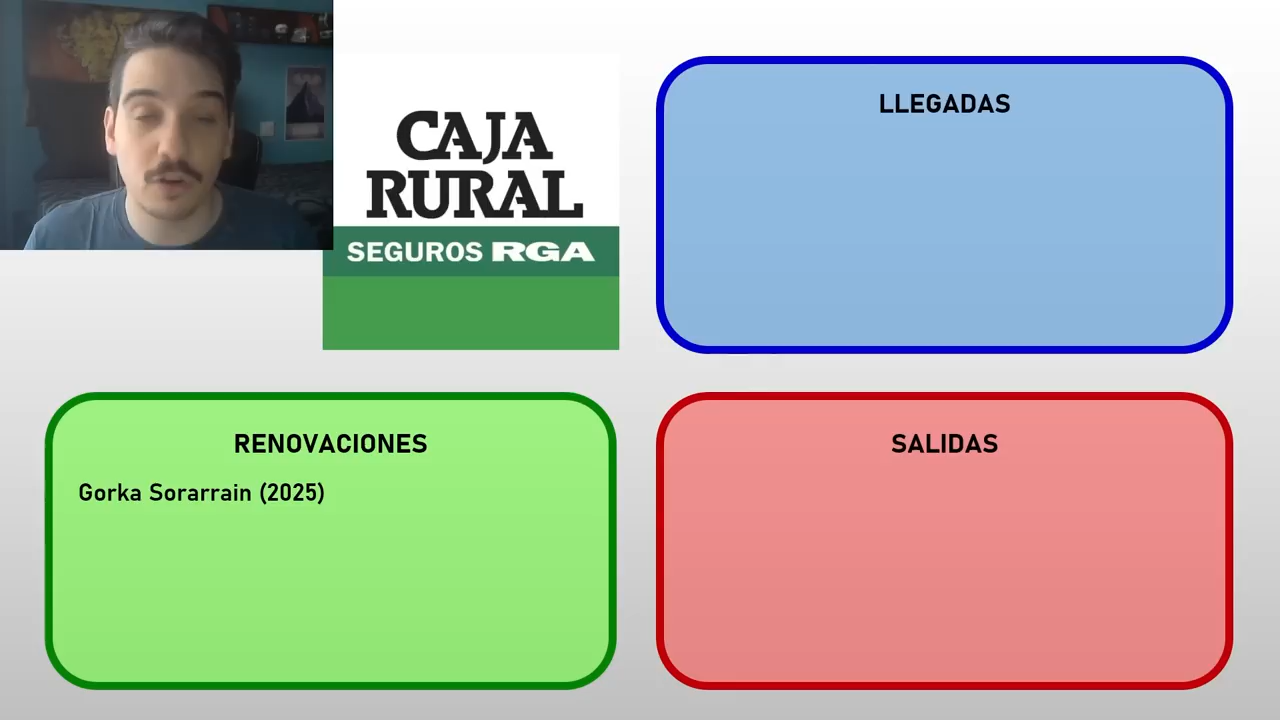 CAJA
RURAL
SEGUROS RGA
LLEGADAS
RENOVACIONES
Gorka Sorarrain (2025)
SALIDAS